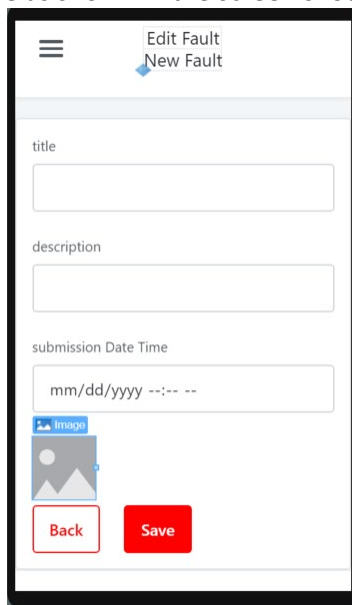 Edit Fault
New Fault
title
description
submission Date Time
mm/dd/yyyy --:-- --
Image
Back
Save